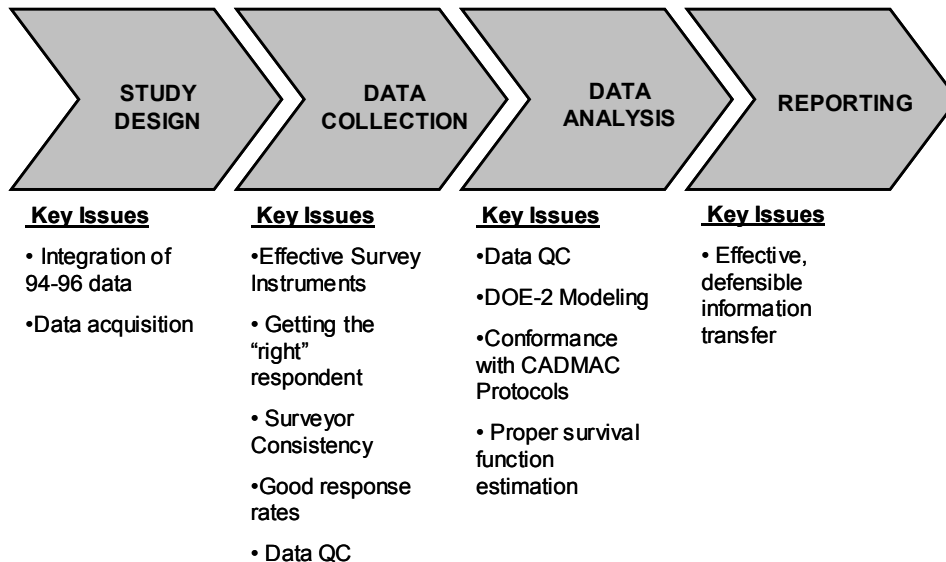 STUDY
DESIGN
DATA
COLLECTION
DATA
ANALYSIS
REPORTING
Key Issues
• Integration of
94-96 data
•Data acquisition
Key Issues
•Effective Survey
Instruments
• Getting the
“right”
respondent
• Surveyor
Consistency
•Good response
rates
• Data QC
Key Issues
•Data QC
•DOE-2 Modeling
•Conformance
with CADMAC
Protocols
• Proper survival
function
estimation
Key Issues
• Effective,
defensible
information
transfer